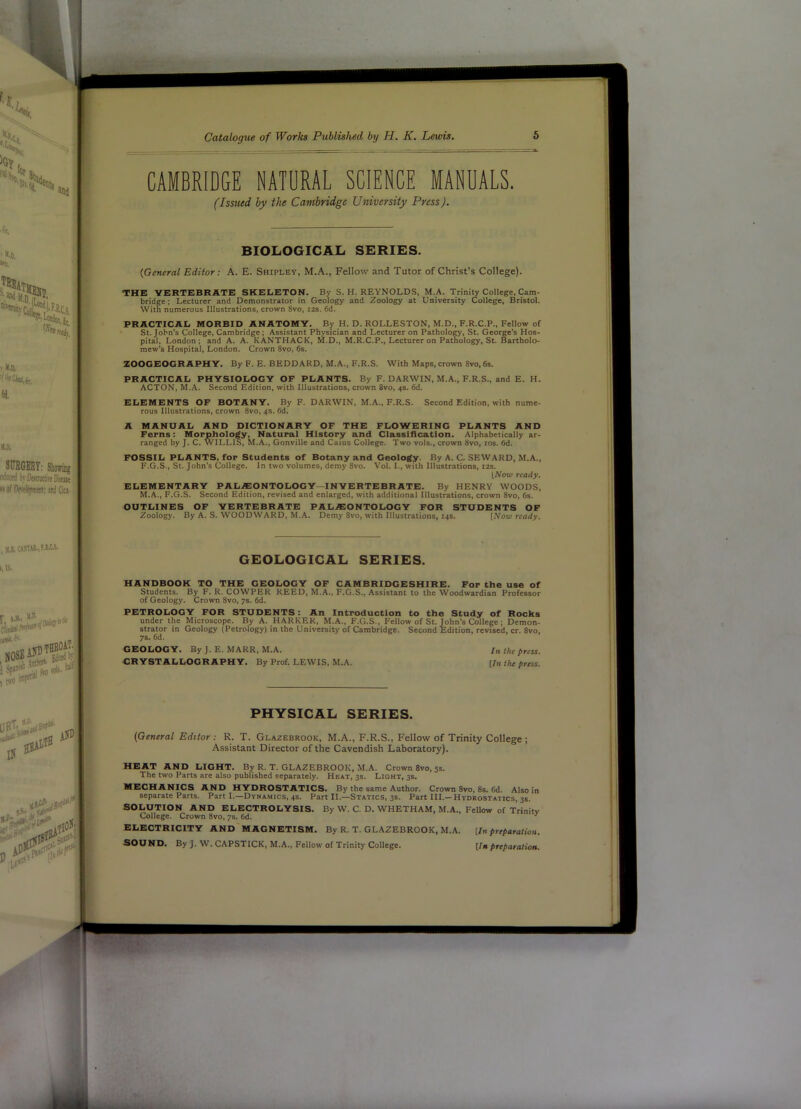 Catalogue of Works Published by H. K. Lewis. 5
CAMBRIDGE NATURAL SCIENCE MANUALS.
(Issued by the Cambridge University Press).
BIOLOGICAL SERIES.
(General Editor: A. E. Shipley, M.A., Fellow and Tutor of Christ's College).
THE VERTEBRATE SKELETON. By S. H. REYNOLDS, M.A. Trinity College, Cam-
bridge; Lecturer and Demonstrator in Geology and Zoology at University College, Bristol.
With numerous Illustrations, crown 8vo, 12s. 6d.
PRACTICAL MORBID ANATOMY. By H. D. ROLLESTON, M.D., F.R.C.P., Fellow of
St. John's College, Cambridge; Assistant Physician and Lecturer on Pathology, St. George's Hos-
pital, London; and A. A. KANTHACK, M.D., M.R.C.P., Lecturer on Pathology, St. Bartholo-
mew's Hospital, London. Crown 8vo, 6s.
ZOOGEOGRAPHY. By F. E. BEDDARD, M.A., F.R.S. With Maps, crown 8vo, 6s.
PRACTICAL PHYSIOLOGY OF PLANTS. By F. DARWIN, M.A., F.R.S., and E. H.
ACTON, M.A. Second Edition, with Illustrations, crown 8vo, 4s. 6d.
ELEMENTS OF BOTANY. By F. DARWIN, M.A., F.R.S. Second Edition, with nume-
rous Illustrations, crown 8vo, 4s. 6d.
A MANUAL AND DICTIONARY OF THE FLOWERING PLANTS AND
Ferns: Morphology, Natural History and Classification. Alphabetically ar-
ranged by J. C. WILLIS, M.A., Gonville and Caius College. Two vols., crown 8vo, 10s. 6d.
FOSSIL PLANTS, for Students of Botany and Geology. By A. C. SEWARD, M.A.,
F.G.S., St. John's College. In two volumes, demy 8vo. Vol. I., with Illustrations, 12s.
[Now ready.
ELEMENTARY PALÆONTOLOGY—INVERTEBRATE. By HENRY WOODS,
M.A., F.G.S. Second Edition, revised and enlarged, with additional Illustrations, crown 8vo, 6s.
OUTLINES OF VERTEBRATE PALÆONTOLOGY FOR STUDENTS OF
Zoology. By A. S. WOODWARD, M.A. Demy 8vo, with Illustrations, 14s. [Now ready.
GEOLOGICAL SERIES.
HANDBOOK TO THE GEOLOGY OF CAMBRIDGESHIRE. For the use of
Students. By F. R. COWPER REED, M.A., F.G.S., Assistant to the Woodwardian Professor
of Geology. Crown 8vo, 7s. 6d.
PETROLOGY FOR STUDENTS: An Introduction to the Study of Rocks
under the Microscope. By A. HARKER, M.A., F.G.S., Fellow of St. John's College; Demon-
strator in Geology (Petrology) in the University of Cambridge. Second Edition, revised, cr. 8vo,
7s. 6d.
GEOLOGY. By J. E. MARR, M.A. In the press.
CRYSTALLOGRAPHY. By Prof. LEWIS, M.A. [In the press.
PHYSICAL SERIES.
(General Editor: R. T. Glazebrook, M.A., F.R.S., Fellow of Trinity College;
Assistant Director of the Cavendish Laboratory).
HEAT AND LIGHT. By R. T. GLAZEBROOK, M.A. Crown 8vo, 5s.
The two Parts are also published separately. Heat, 3s. Light, 3s.
MECHANICS AND HYDROSTATICS. By the same Author. Crown 8vo, 8s. 6d. Also in
separate Parts. Part I.—Dynamics, 4s. Part II.—Statics, 3s. Part III.—Hydrostatics, 3s.
SOLUTION AND ELECTROLYSIS. By W. C. D. WHETHAM, M.A., Fellow of Trinity
College. Crown 8vo, 7s. 6d.
ELECTRICITY AND MAGNETISM. By R. T. GLAZEBROOK, M.A. [In preparation.
SOUND. By J. W. CAPSTICK, M.A., Fellow of Trinity College. [In preparation.